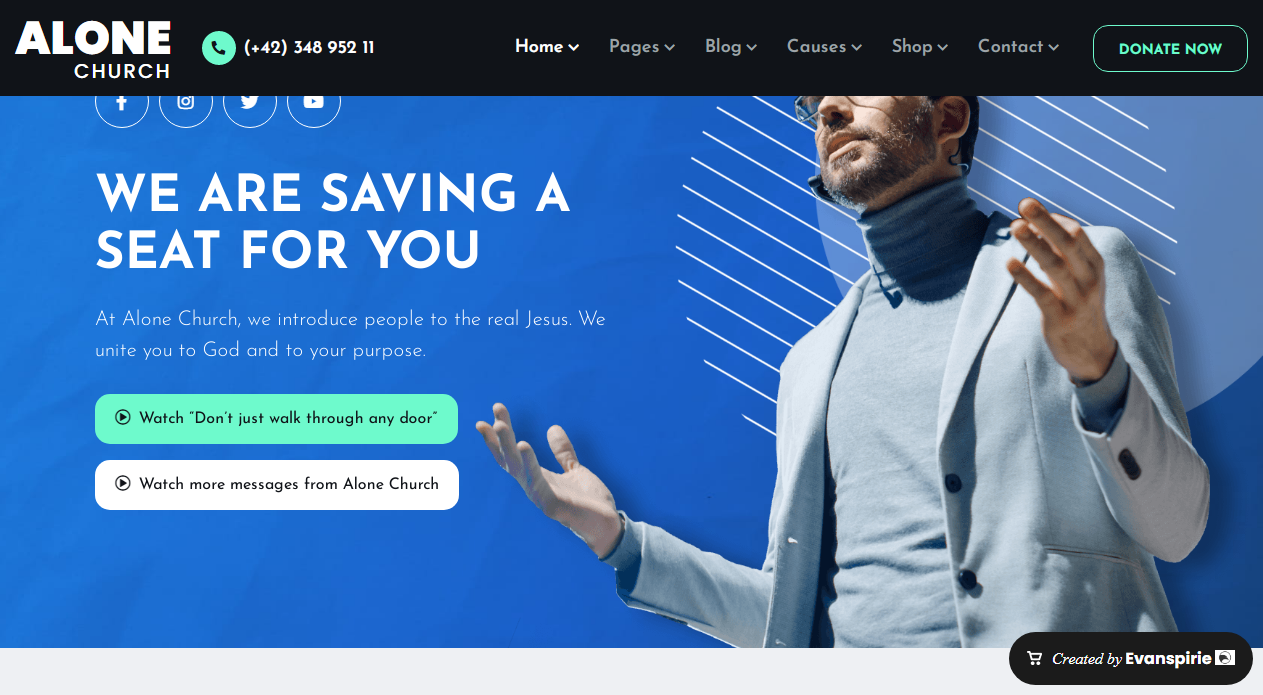 ALONE
CHURCH
(+42) 348 952 11
Home
Pages
Blog
Causes
Shop
Contact
DONATE NOW
WE ARE SAVING A
SEAT FOR YOU
At Alone Church, we introduce people to the real Jesus. We
unite you to God and to your purpose.
Watch “Don’t just walk through any door”
Watch more messages from Alone Church
Created by Evanspirie